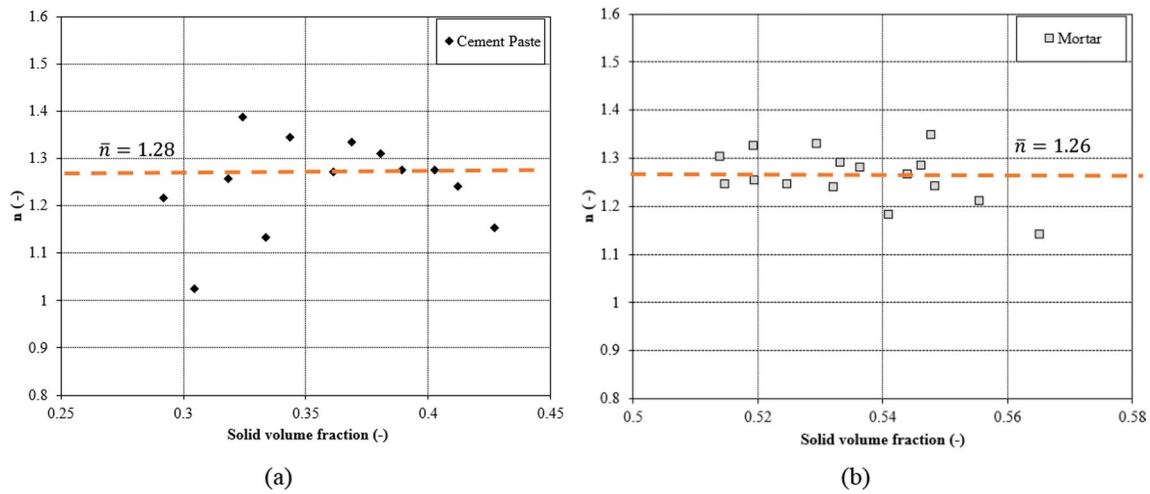 1.6
1.5
1.4
1.3
1.2
1.1
1
0.9
0.8
n (-)
Cement Paste
n̅ = 1.28
0.25
0.3
0.35
0.4
0.45
Solid volume fraction (-)
(a)
1.6
1.5
1.4
1.3
1.2
1.1
1
0.9
0.8
n (-)
Mortar
n̅ = 1.26
0.5
0.52
0.54
0.56
0.58
Solid volume fraction (-)
(b)